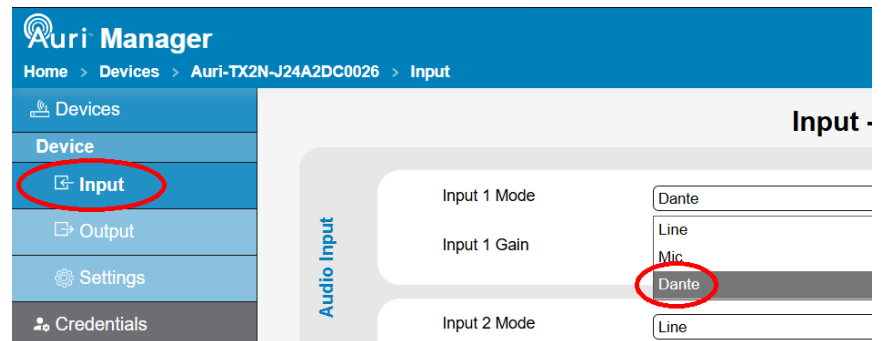 Auri™ Manager
Home > Devices > Auri-TX2N-J24A2DC0026 > Input
Devices
Device
Input
Output
Settings
Credentials
Input -
Audio Input
Input 1 Mode
Dante
Input 1 Gain
Line
Mic
Dante
Input 2 Mode
Line